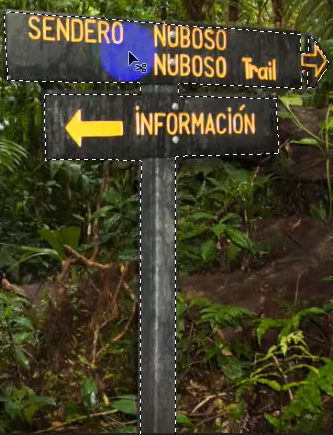 SENDERO NUBOSO
NUBOSO Trail
INFORMACIÓN